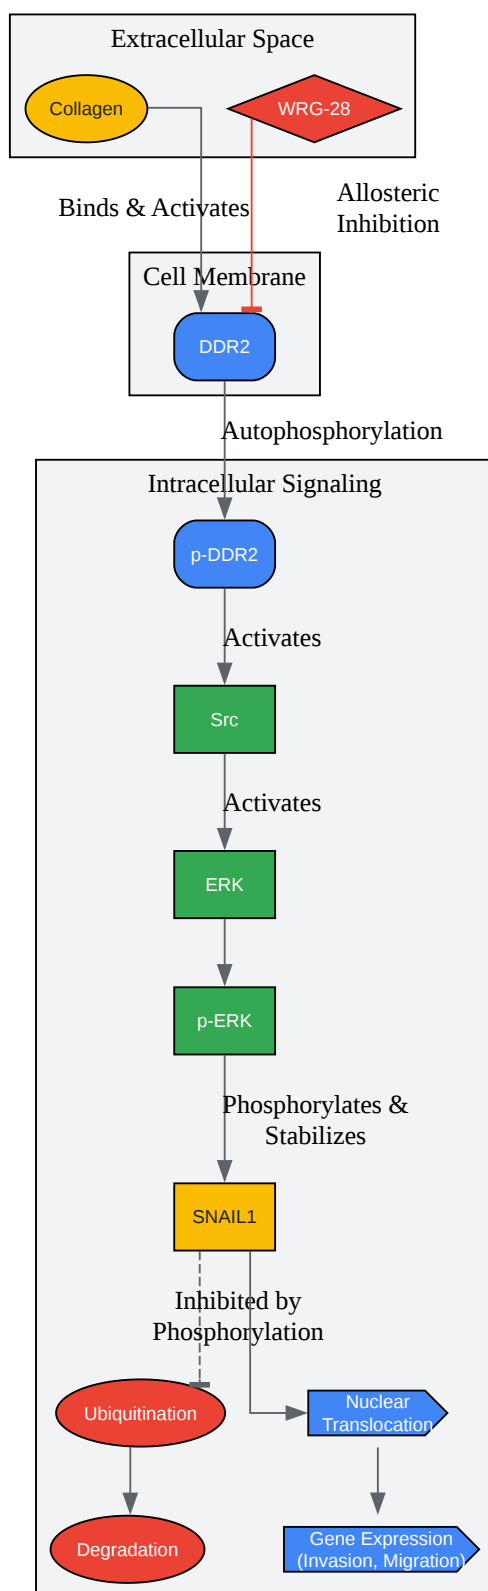 Extracellular Space
Collagen
WRG-28
Binds & Activates
Allosteric
Inhibition
Cell Membrane
DDR2
Autophosphorylation
Intracellular Signaling
p-DDR2
Activates
Src
Activates
ERK
p-ERK
Phosphorylates &
Stabilizes
SNAIL1
Inhibited by
Phosphorylation
Ubiquitination
Nuclear
Translocation
Degradation
Gene Expression
(Invasion, Migration)